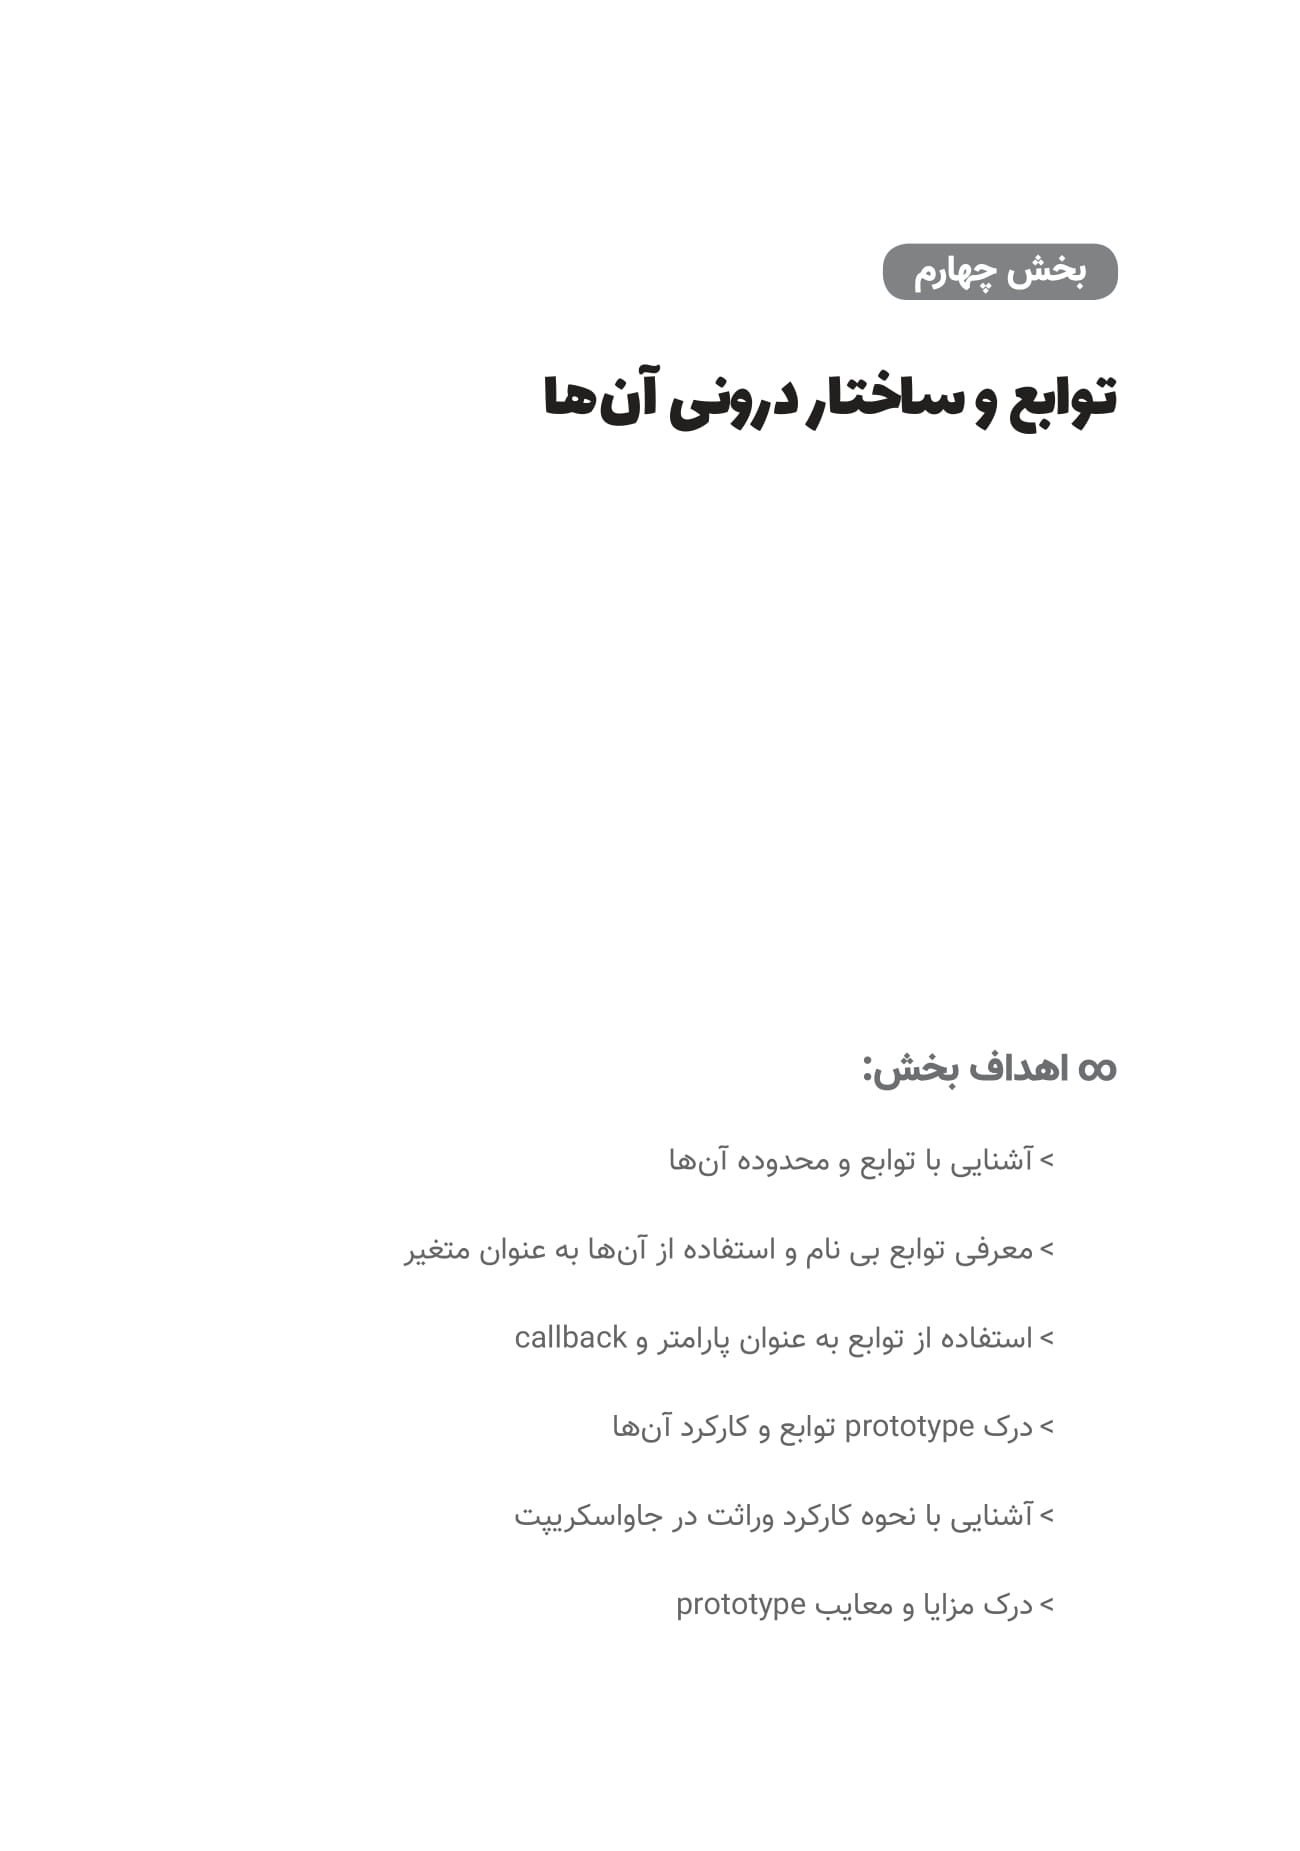 بخش چهارم
توابع و ساختار درونی آن‌ها
∞ اهداف بخش:
> آشنایی با توابع و محدوده آن‌ها
> معرفی توابع بی نام و استفاده از آن‌ها به عنوان متغیر
> استفاده از توابع به عنوان پارامتر و callback
> درک prototype توابع و کارکرد آن‌ها
> آشنایی با نحوه کارکرد وراثت در جاواسکریپت
> درک مزایا و معایب prototype